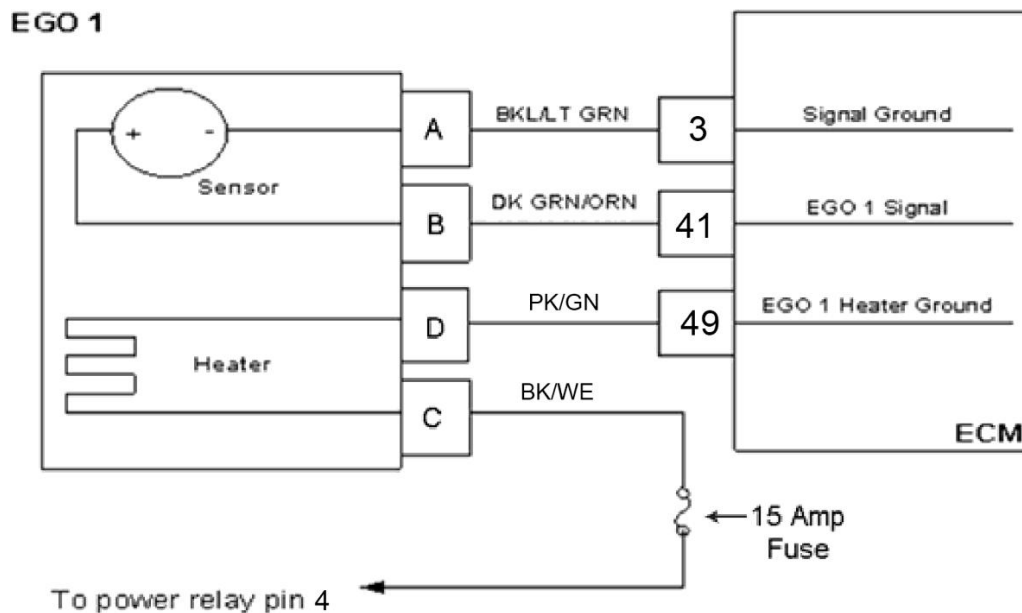 EGO 1
+ -
Sensor
A
BKL/LT GRN
3
Signal Ground
B
DK GRN/ORN
41
EGO 1 Signal
D
PK/GN
49
EGO 1 Heater Ground
Heater
C
BK/WE
ECM
15 Amp
Fuse
To power relay pin 4